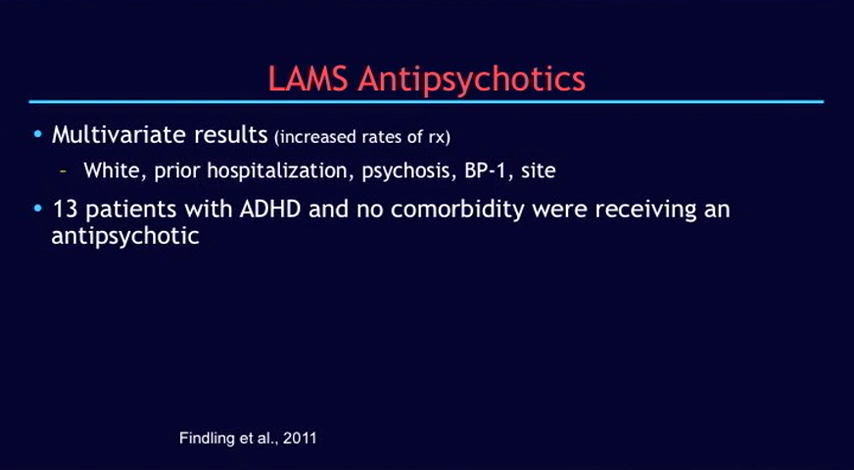 LAMS Antipsychotics
• Multivariate results (increased rates of rx)
- White, prior hospitalization, psychosis, BP-1, site
• 13 patients with ADHD and no comorbidity were receiving an
antipsychotic
Findling et al., 2011